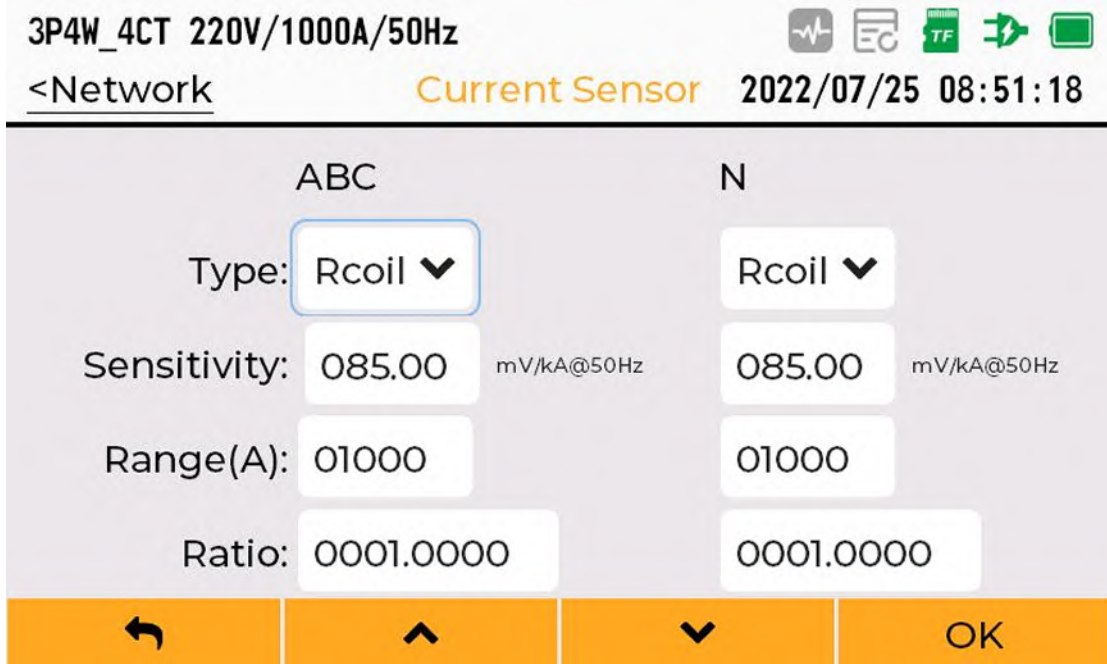 3P4W_4CT 220V/1000A/50Hz TF
<Network Current Sensor 2022/07/25 08:51:18
ABC N
Type: Rcoil Rcoil
Sensitivity: 085.00 mV/kA@50Hz 085.00 mV/kA@50Hz
Range(A): 01000 01000
Ratio: 0001.0000 0001.0000
OK